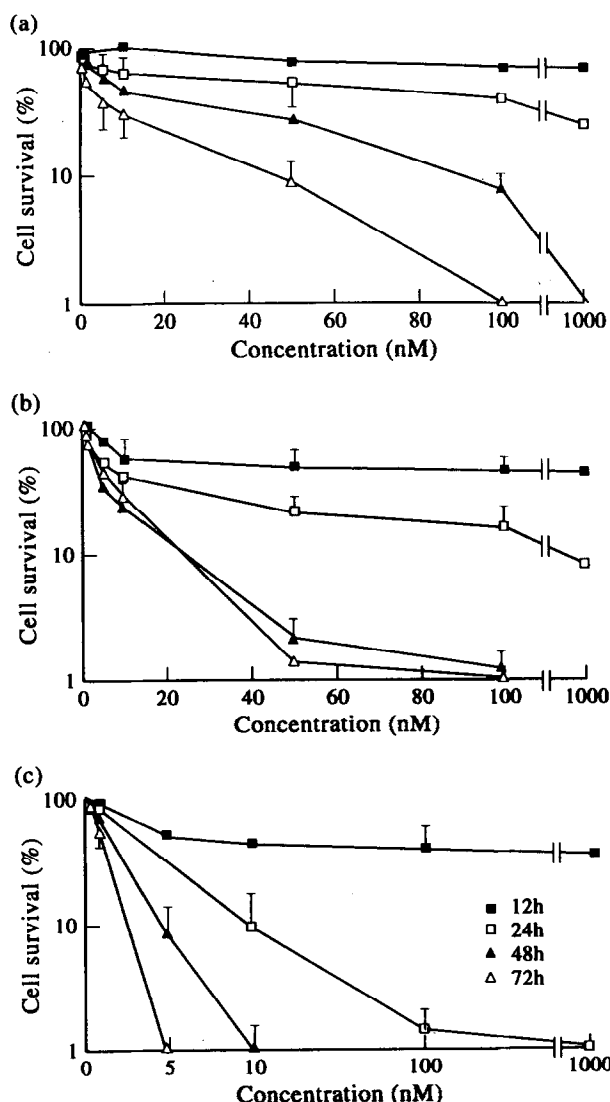 (a)
100
10
1
Cell survival (%)
0 20 40 60 80 100 1000
Concentration (nM)
(b)
100
10
1
Cell survival (%)
0 20 40 60 80 100 1000
Concentration (nM)
(c)
100
10
1
Cell survival (%)
12h
24h
48h
72h
0 5 10 100 1000
Concentration (nM)